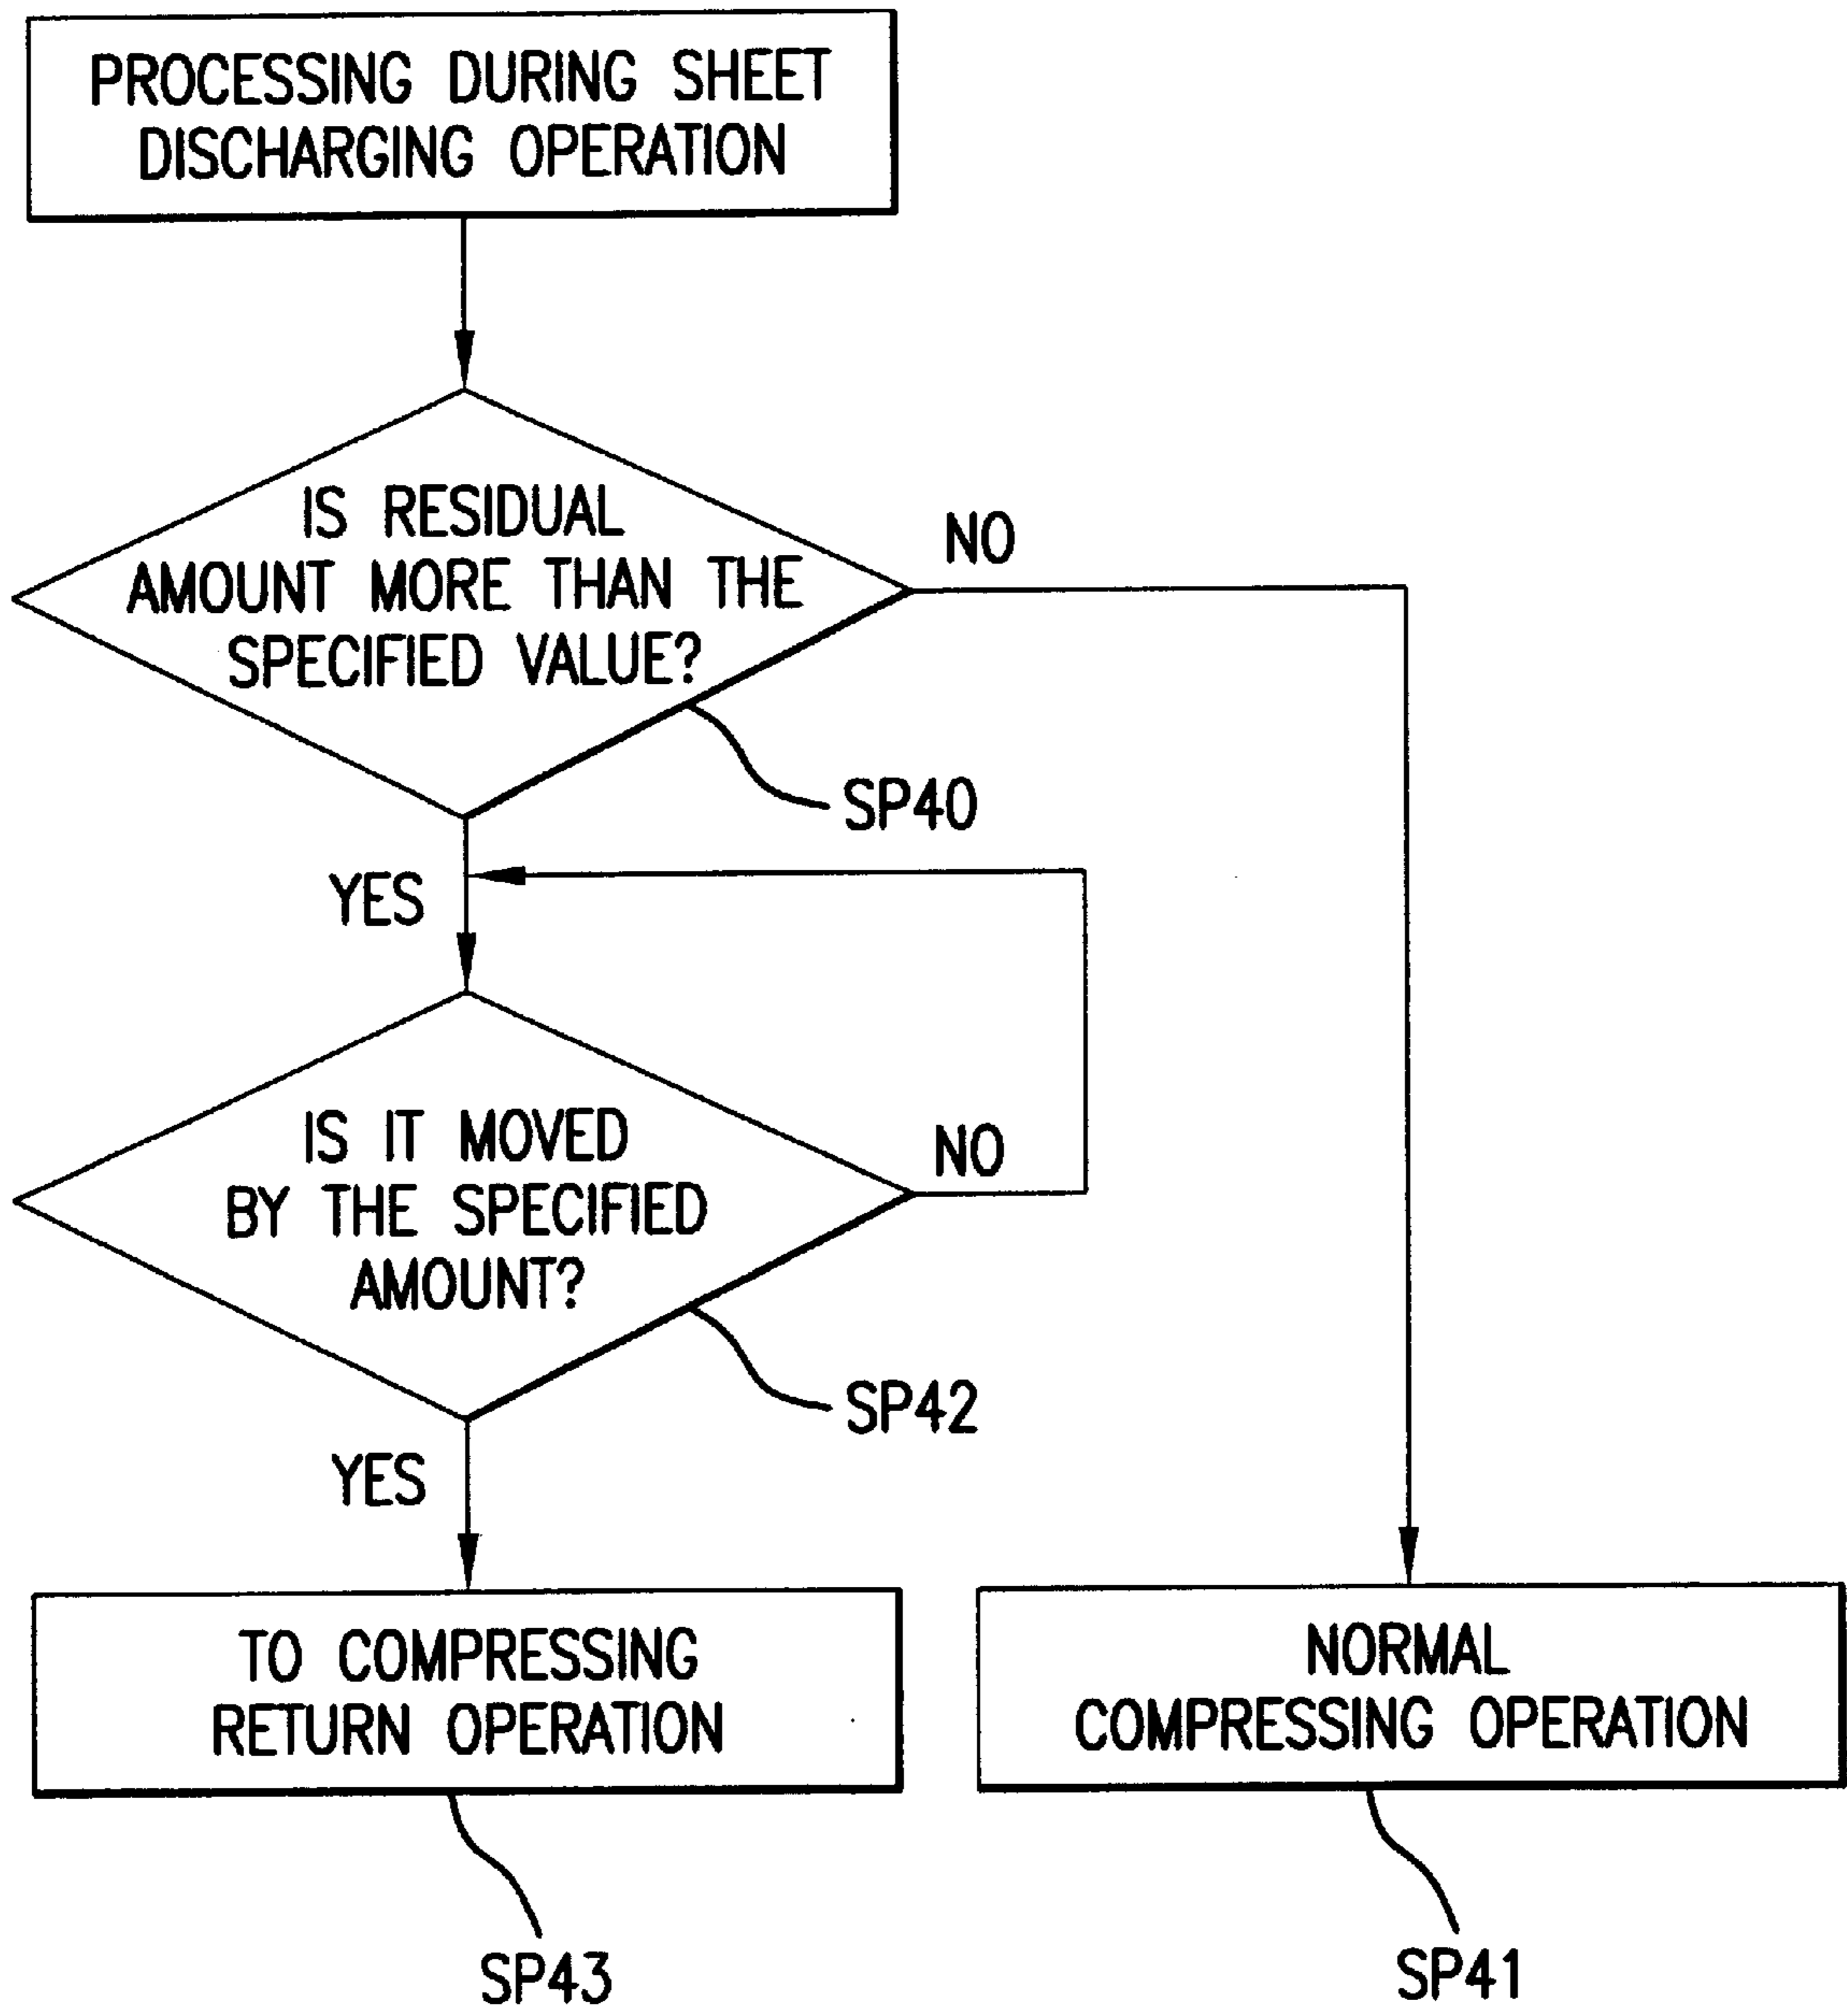 PROCESSING DURING SHEET
DISCHARGING OPERATION
IS RESIDUAL
AMOUNT MORE THAN THE
SPECIFIED VALUE?
NO
SP40
YES
IS IT MOVED
BY THE SPECIFIED
AMOUNT?
NO
SP42
YES
TO COMPRESSING
RETURN OPERATION
NORMAL
COMPRESSING OPERATION
SP43
SP41